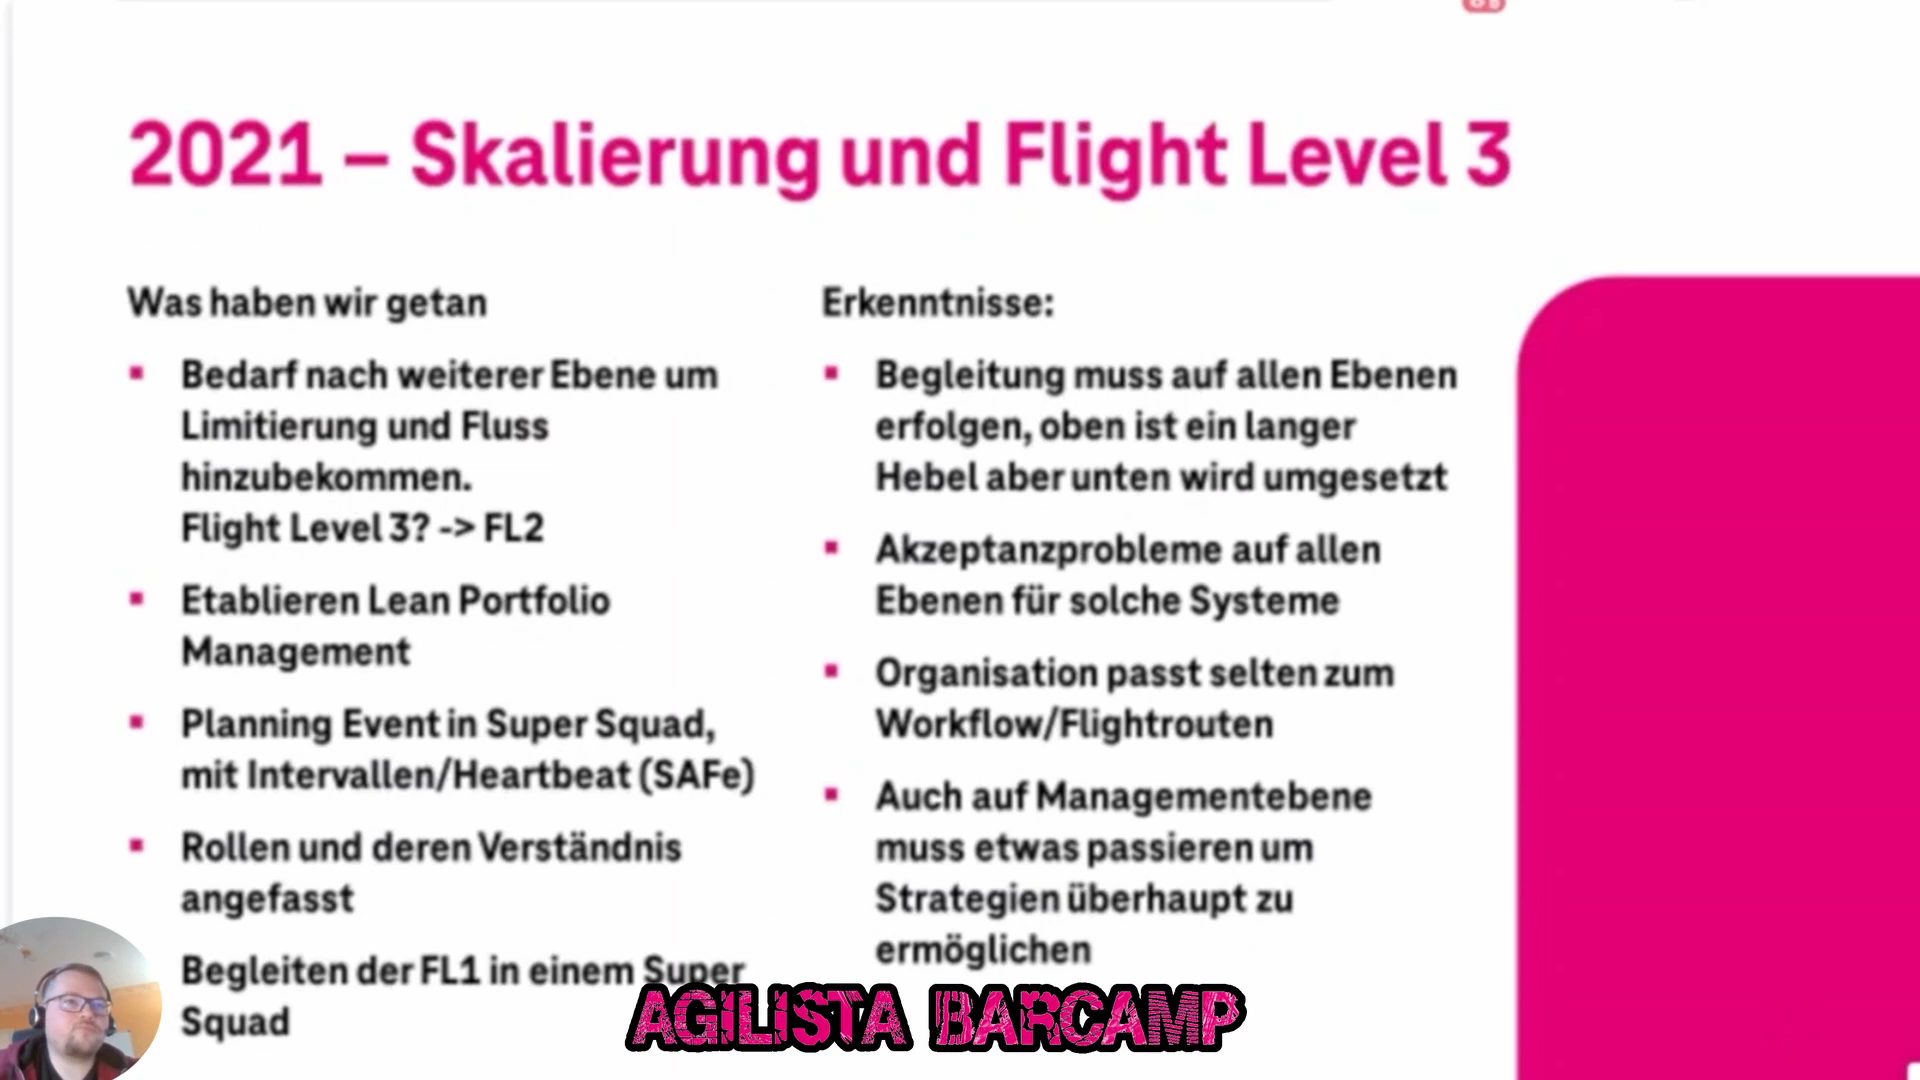 2021 – Skalierung und Flight Level 3
Was haben wir getan
Bedarf nach weiterer Ebene um
Limitierung und Fluss
hinzubekommen.
Flight Level 3? -> FL2
Etablieren Lean Portfolio
Management
Planning Event in Super Squad,
mit Intervallen/Heartbeat (SAFe)
Rollen und deren Verständnis
angefasst
Begleiten der FL1 in einem Super
Squad
Erkenntnisse:
Begleitung muss auf allen Ebenen
erfolgen, oben ist ein langer
Hebel aber unten wird umgesetzt
Akzeptanzprobleme auf allen
Ebenen für solche Systeme
Organisation passt selten zum
Workflow/Flightrouten
Auch auf Managementebene
muss etwas passieren um
Strategien überhaupt zu
ermöglichen
AGILISTA BARCAMP